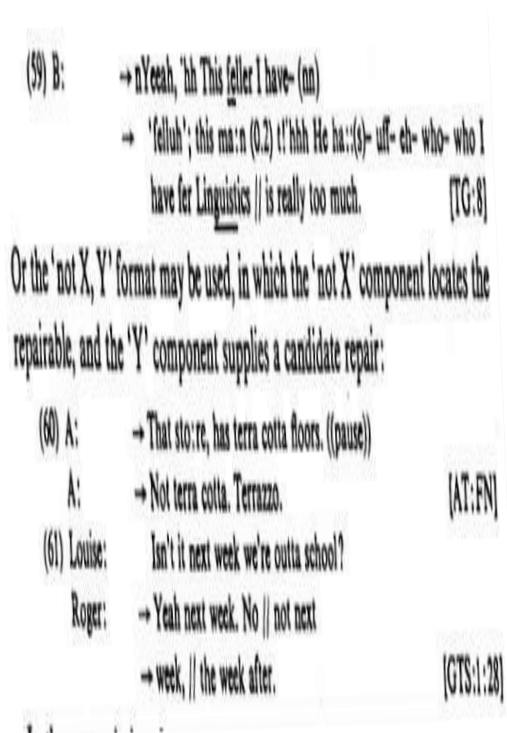 (59) B: → nYeeah, ˙hh This feller I have- (nn)
→ ˙felluh'; this ma:n (0.2) t!˙hhh He ha::(s)- uff- eh- who- who I
have fer Linguistics // is really too much. [TG:8]
Or the ‘not X, Y’ format may be used, in which the ‘not X’ component locates the
repairable, and the ‘Y’ component supplies a candidate repair:
(60) A: → That sto:re, has terra cotta floors. ((pause))
A: → Not terra cotta. Terrazzo. [AT:FN]
(61) Louise: Isn't it next week we're outta school?
Roger: → Yeah next week. No // not next
→ week, // the week after. [GTS:1:28]